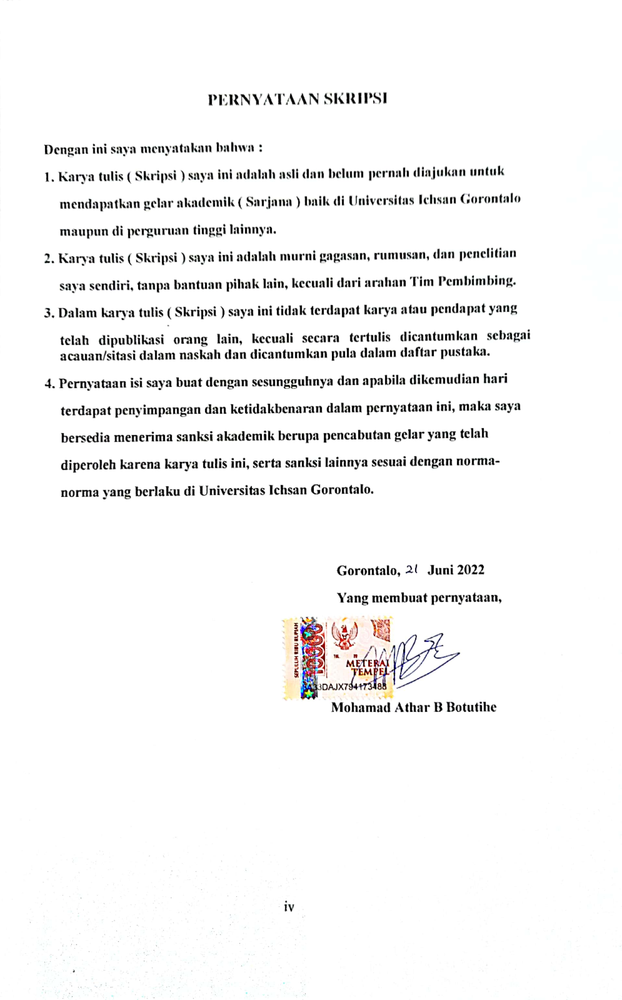 PERNYATAAN SKRIPSI
Dengan ini saya menyatakan bahwa :
1. Karya tulis ( Skripsi ) saya ini adalah asli dan belum pernah diajukan untuk
mendapatkan gelar akademik ( Sarjana ) baik di Universitas Ichsan Gorontalo
maupun di perguruan tinggi lainnya.
2. Karya tulis ( Skripsi ) saya ini adalah murni gagasan, rumusan, dan penelitian
saya sendiri, tanpa bantuan pihak lain, kecuali dari arahan Tim Pembimbing.
3. Dalam karya tulis ( Skripsi ) saya ini tidak terdapat karya atau pendapat yang
telah dipublikasi orang lain, kecuali secara tertulis dicantumkan sebagai
acauan/sitasi dalam naskah dan dicantumkan pula dalam daftar pustaka.
4. Pernyataan isi saya buat dengan sesungguhnya dan apabila dikemudian hari
terdapat penyimpangan dan ketidakbenaran dalam pernyataan ini, maka saya
bersedia menerima sanksi akademik berupa pencabutan gelar yang telah
diperoleh karena karya tulis ini, serta sanksi lainnya sesuai dengan norma-
norma yang berlaku di Universitas Ichsan Gorontalo.
Gorontalo, 21 Juni 2022
Yang membuat pernyataan,
SEPULUH RIBU RUPIAH
10000
TGL. 20
METERAI
TEMPEL
33DAJX794173488
Mohamad Athar B Botutihe
iv